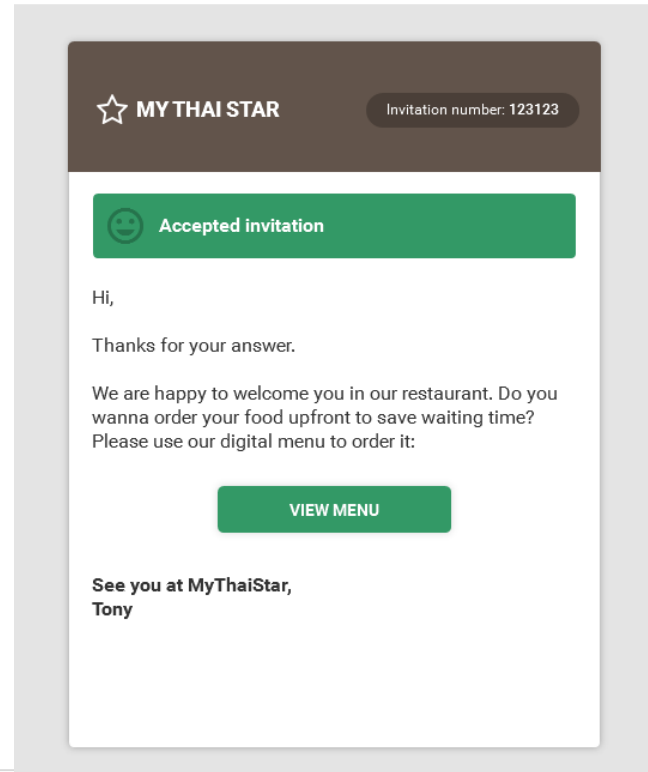 MY THAI STAR
Invitation number: 123123
Accepted invitation
Hi,
Thanks for your answer.
We are happy to welcome you in our restaurant. Do you
wanna order your food upfront to save waiting time?
Please use our digital menu to order it:
VIEW MENU
See you at MyThaiStar,
Tony